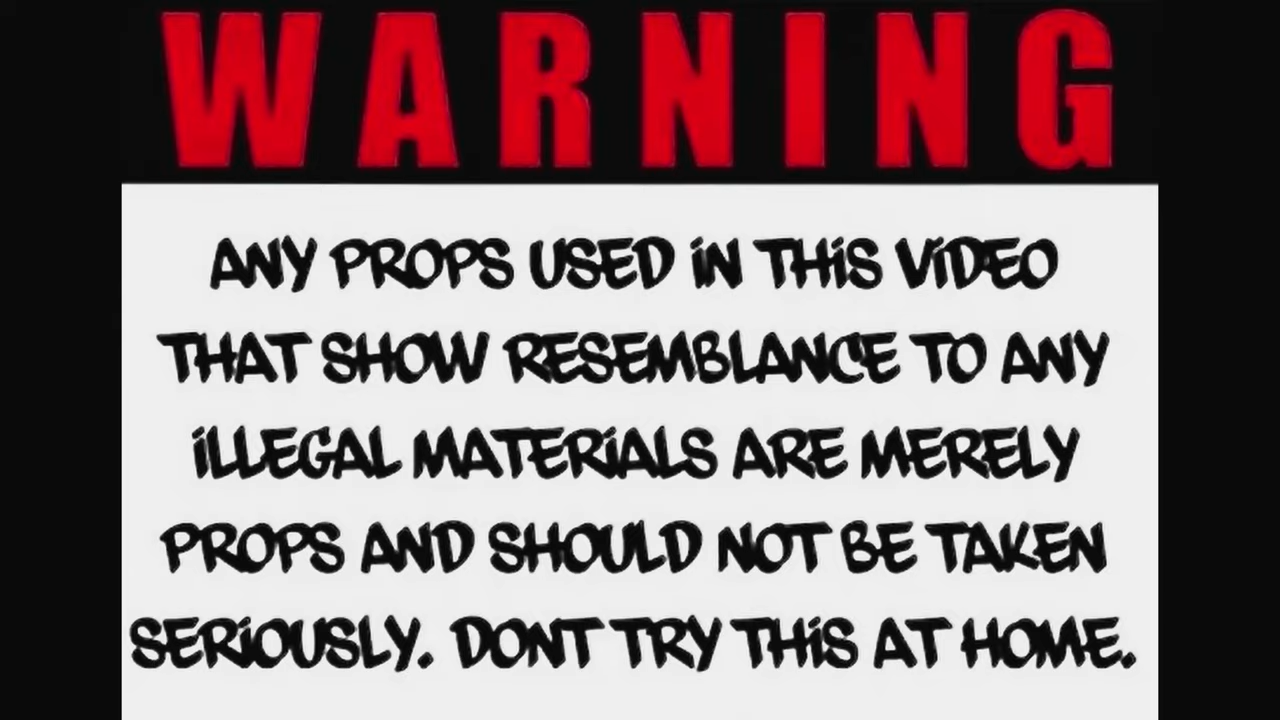 WARNING
ANY PROPS USED iN THiS ViDEO
THAT SHOW RESEMBLANCE TO ANY
iLLEGAL MATERiALS ARE MERELY
PROPS AND SHOULD NOT BE TAKEN
SERiOUSLY. DONT TRY THiS AT HOME.